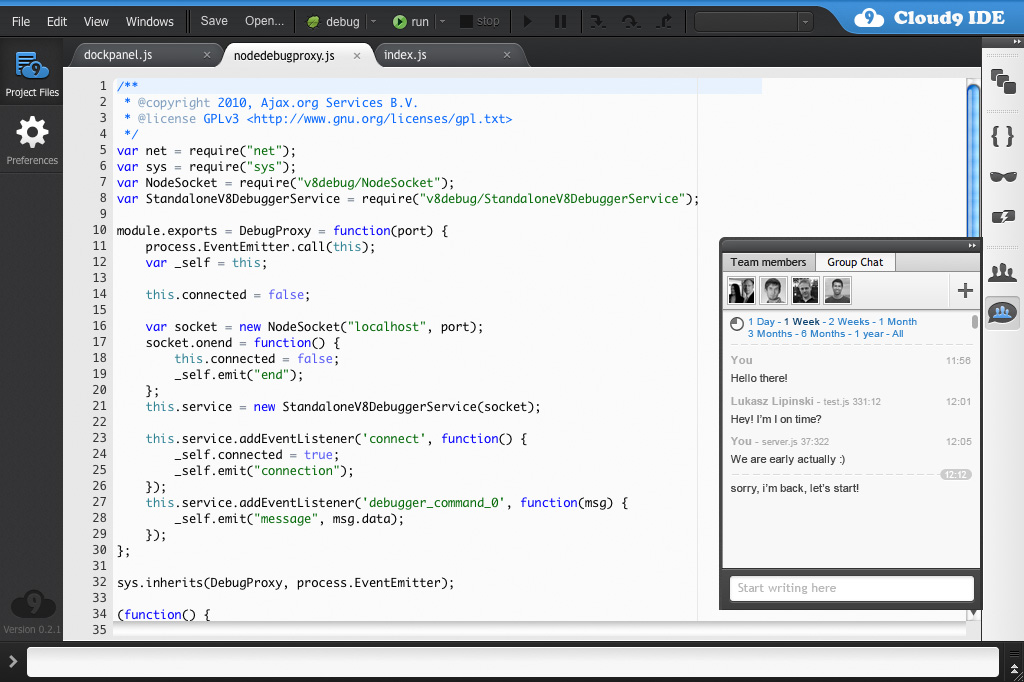 File Edit View Windows Save Open... debug run stop
Cloud9 IDE
dockpanel.js × nodedebugproxy.js × index.js ×
Project Files
Preferences
Version 0.2.1
1 /**
2  * @copyright 2010, Ajax.org Services B.V.
3  * @license GPLv3 <http://www.gnu.org/licenses/gpl.txt>
4  */
5 var net = require("net");
6 var sys = require("sys");
7 var NodeSocket = require("v8debug/NodeSocket");
8 var StandaloneV8DebuggerService = require("v8debug/StandaloneV8DebuggerService");
9
10 module.exports = DebugProxy = function(port) {
11     process.EventEmitter.call(this);
12     var _self = this;
13
14     this.connected = false;
15
16     var socket = new NodeSocket("localhost", port);
17     socket.onend = function() {
18         this.connected = false;
19         _self.emit("end");
20     };
21     this.service = new StandaloneV8DebuggerService(socket);
22
23     this.service.addEventListener('connect', function() {
24         _self.connected = true;
25         _self.emit("connection");
26     });
27     this.service.addEventListener('debugger_command_0', function(msg) {
28         _self.emit("message", msg.data);
29     });
30 };
31
32 sys.inherits(DebugProxy, process.EventEmitter);
33
34 (function() {
35
Team members Group Chat
1 Day - 1 Week - 2 Weeks - 1 Month
3 Months - 6 Months - 1 year - All
You 11:56
Hello there!
Lukasz Lipinski - test.js 331:12 12:01
Hey! I'm I on time?
You - server.js 37:322 12:05
We are early actually :)
12:12
sorry, i'm back, let's start!
Start writing here